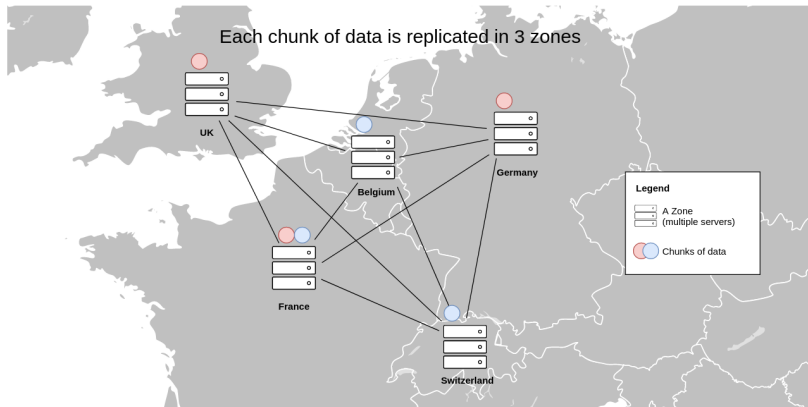 Each chunk of data is replicated in 3 zones
UK
Belgium
Germany
Legend
A Zone
(multiple servers)
Chunks of data
France
Switzerland